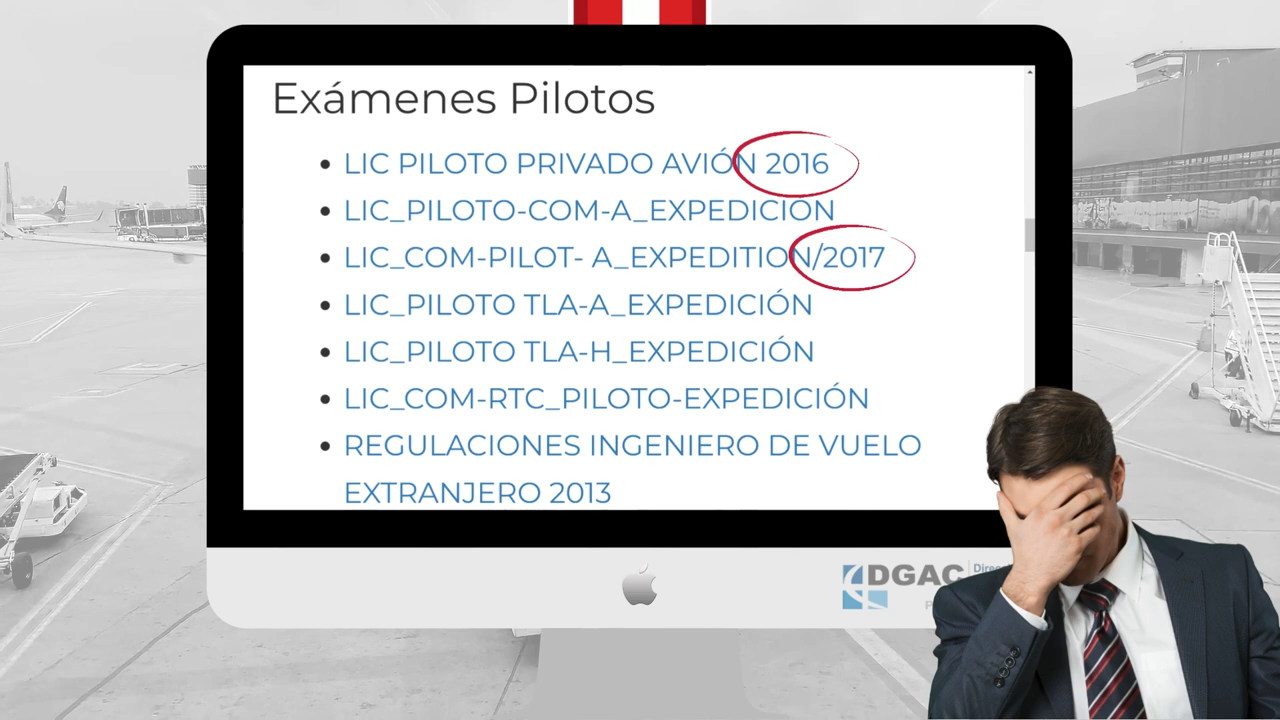 Exámenes Pilotos
LIC PILOTO PRIVADO AVIÓN 2016
LIC_PILOTO-COM-A_EXPEDICIÓN
LIC_COM-PILOT- A_EXPEDITION/2017
LIC_PILOTO TLA-A_EXPEDICIÓN
LIC_PILOTO TLA-H_EXPEDICIÓN
LIC_COM-RTC_PILOTO-EXPEDICIÓN
REGULACIONES INGENIERO DE VUELO
EXTRANJERO 2013
DGAC